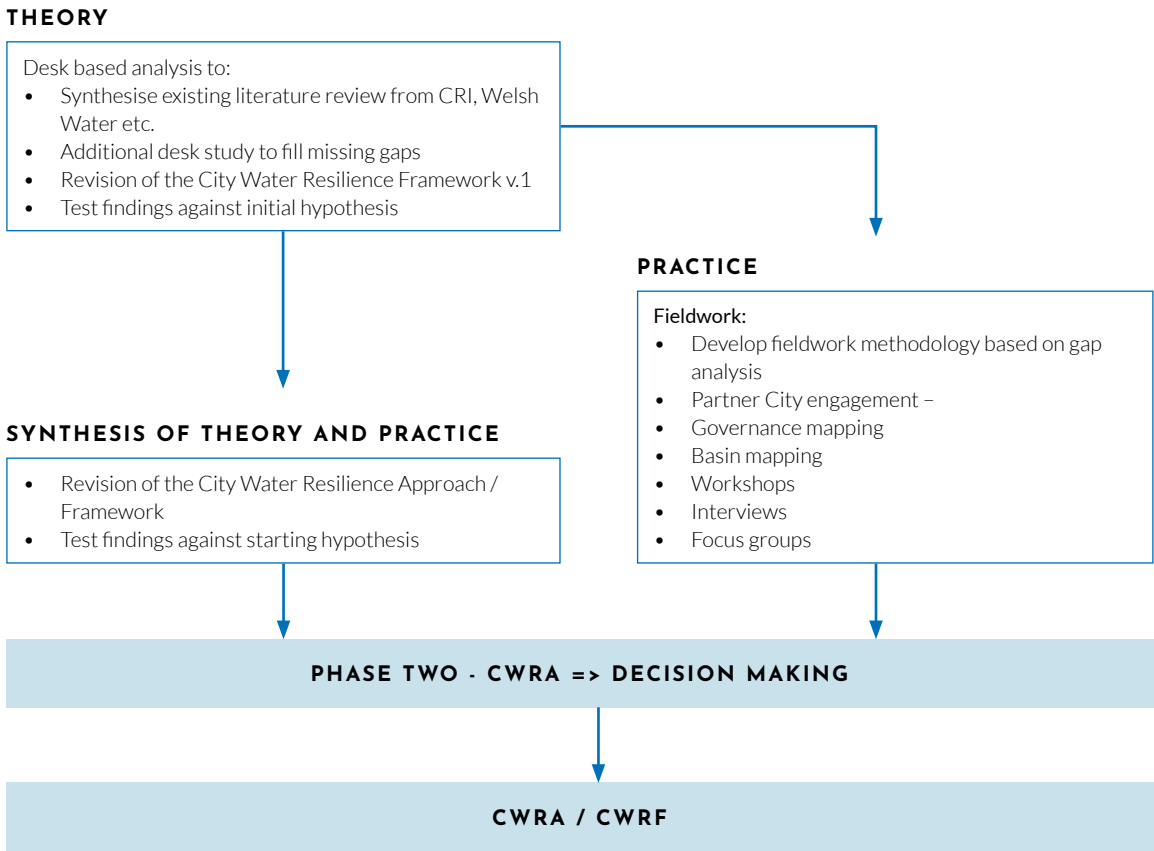 THEORY
Desk based analysis to:
• Synthesise existing literature review from CRI, Welsh
Water etc.
• Additional desk study to fill missing gaps
• Revision of the City Water Resilience Framework v.1
• Test findings against initial hypothesis
PRACTICE
Fieldwork:
• Develop fieldwork methodology based on gap
analysis
• Partner City engagement –
• Governance mapping
• Basin mapping
• Workshops
• Interviews
• Focus groups
SYNTHESIS OF THEORY AND PRACTICE
• Revision of the City Water Resilience Approach /
Framework
• Test findings against starting hypothesis
PHASE TWO - CWRA => DECISION MAKING
CWRA / CWRF